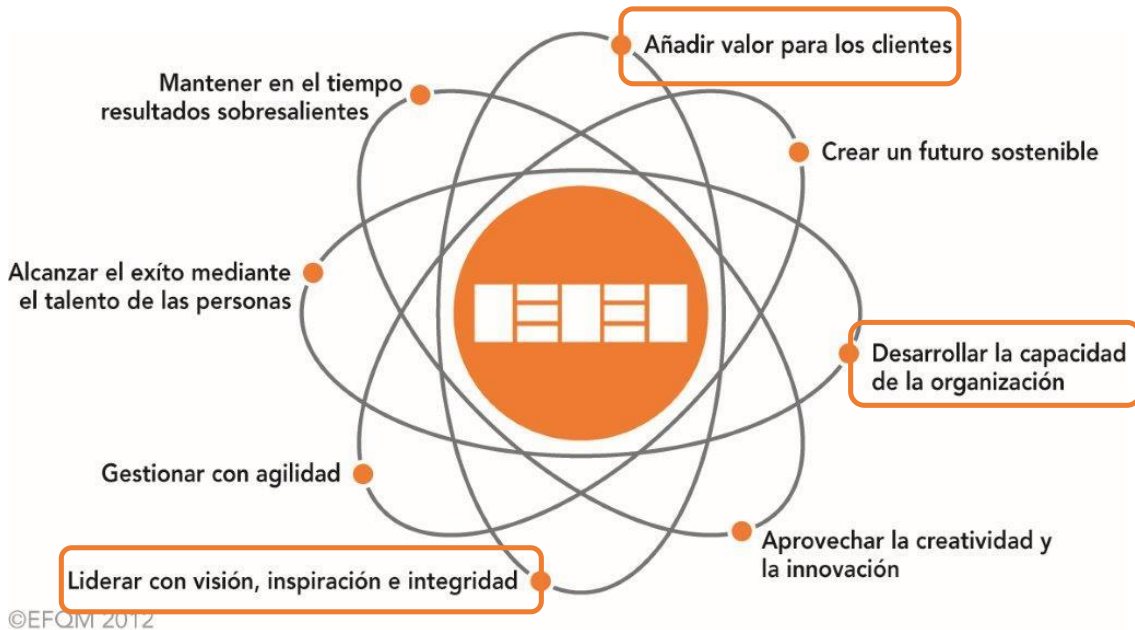 Añadir valor para los clientes
Mantener en el tiempo
resultados sobresalientes
Crear un futuro sostenible
Alcanzar el exíto mediante
el talento de las personas
Desarrollar la capacidad
de la organización
Gestionar con agilidad
Aprovechar la creatividad y
la innovación
Liderar con visión, inspiración e integridad
©EFQM 2012